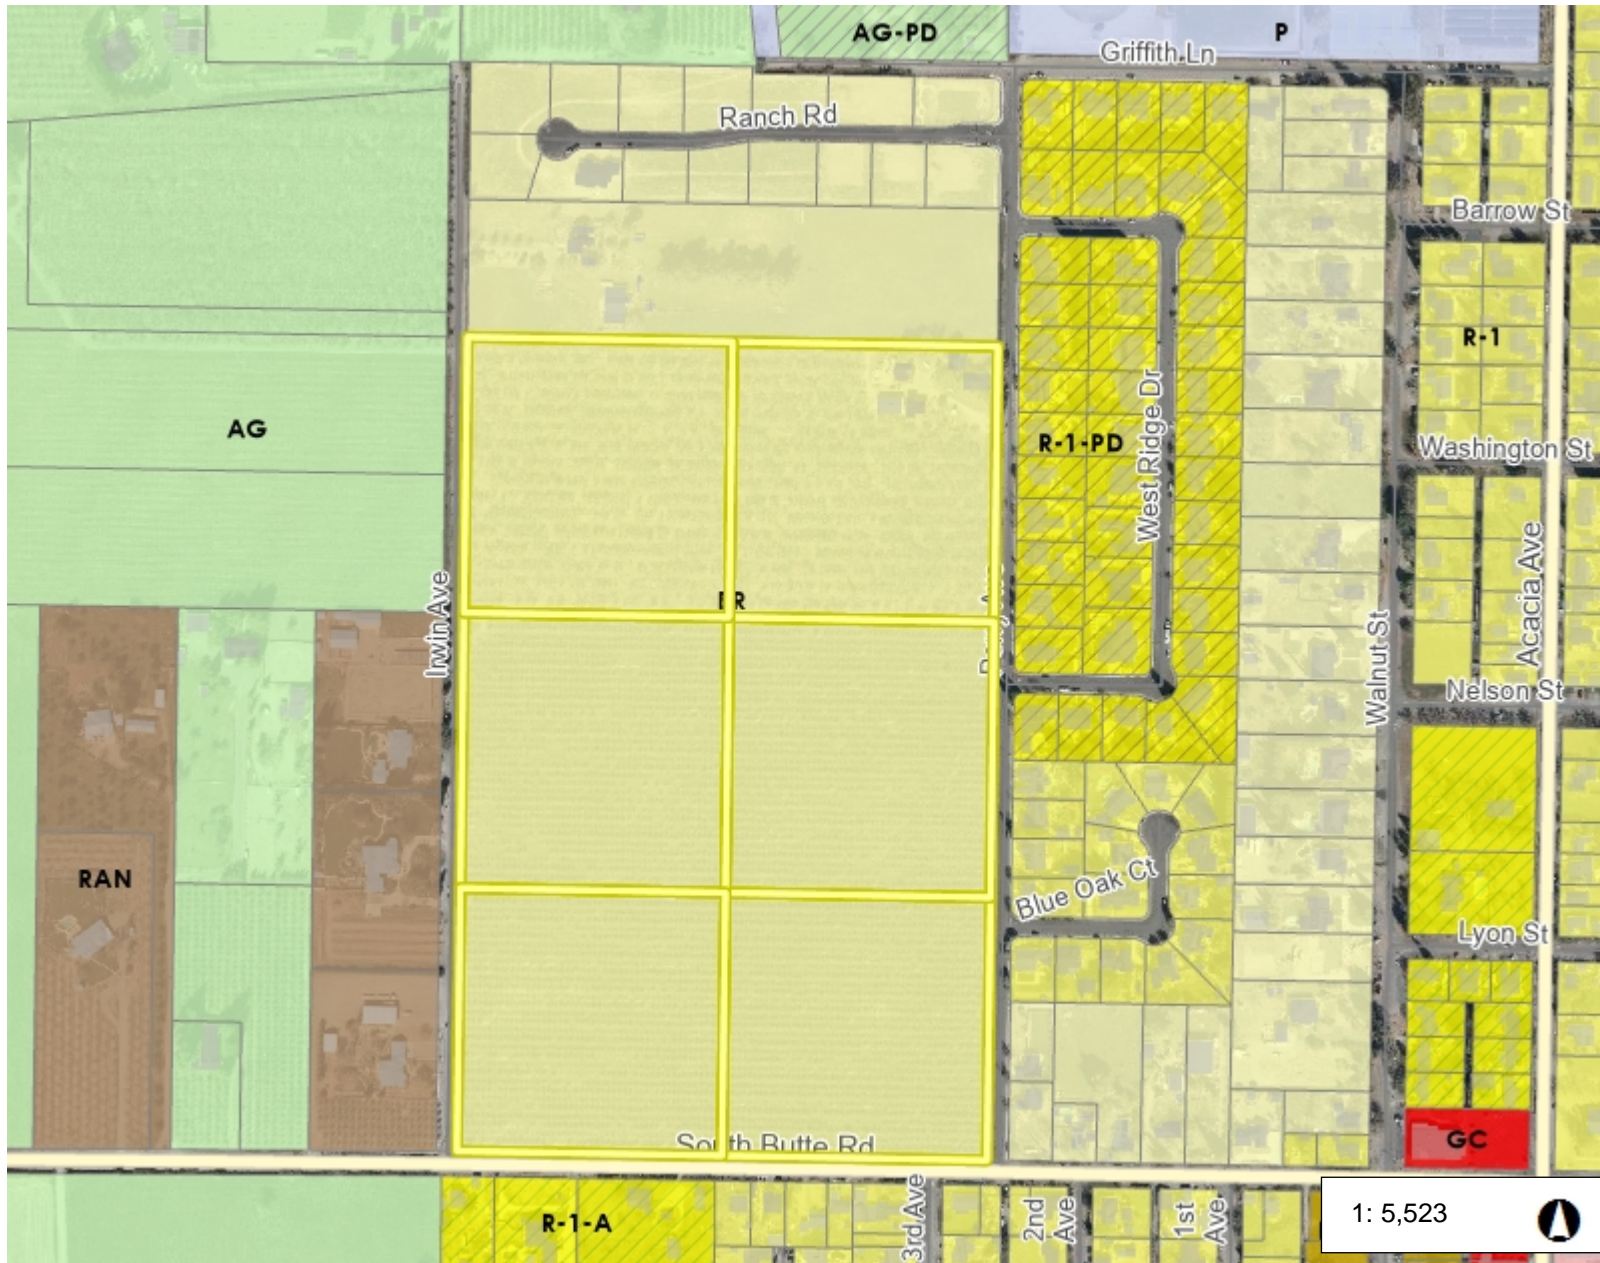 AG-PD
P
Griffith Ln
Ranch Rd
Barrow St
R-1
AG
R-1-PD
West Ridge Dr
Washington St
Irwin Ave
Acacia Ave
Walnut St
Nelson St
RAN
Blue Oak Ct
Lyon St
South Butte Rd
GC
R-1-A
3rd Ave
2nd
Ave
1st
Ave
1: 5,523